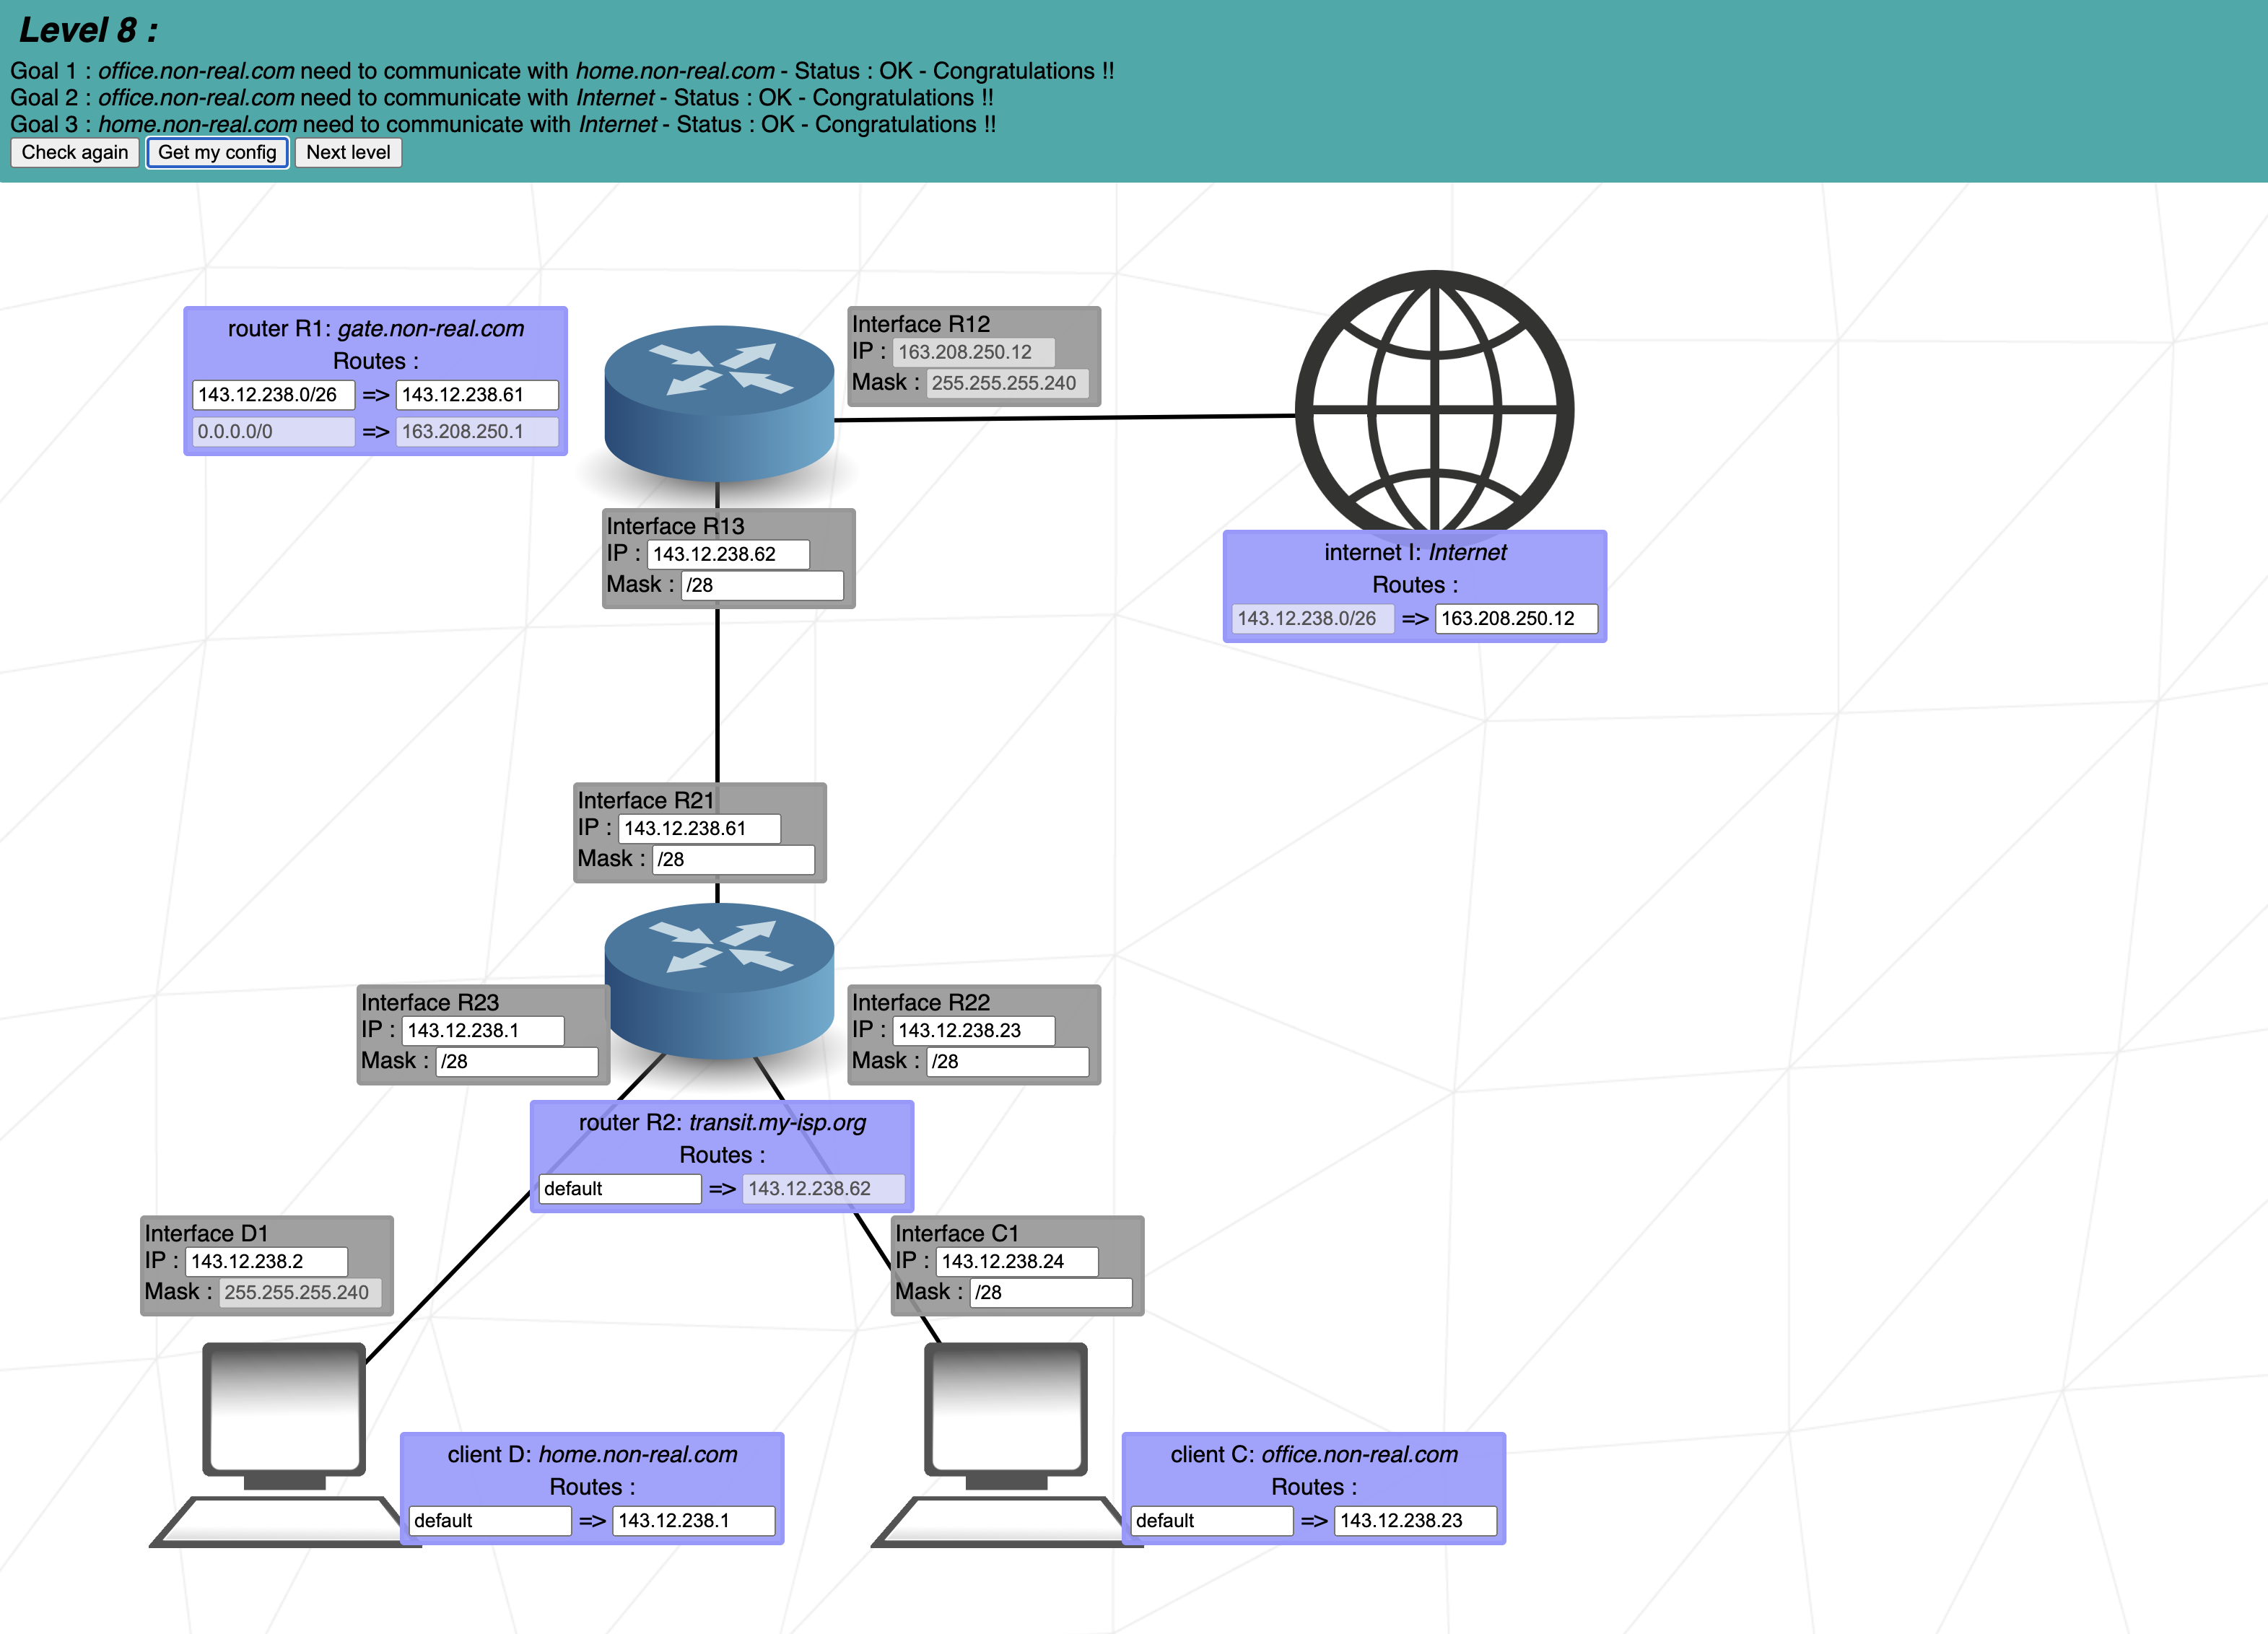 Level 8 :
Goal 1 : office.non-real.com need to communicate with home.non-real.com - Status : OK - Congratulations !!
Goal 2 : office.non-real.com need to communicate with Internet - Status : OK - Congratulations !!
Goal 3 : home.non-real.com need to communicate with Internet - Status : OK - Congratulations !!
Check again Get my config Next level
router R1: gate.non-real.com
Routes :
143.12.238.0/26 => 143.12.238.61
0.0.0.0/0 => 163.208.250.1
Interface R12
IP : 163.208.250.12
Mask : 255.255.255.240
Interface R13
IP : 143.12.238.62
Mask : /28
internet I: Internet
Routes :
143.12.238.0/26 => 163.208.250.12
Interface R21
IP : 143.12.238.61
Mask : /28
Interface R23
IP : 143.12.238.1
Mask : /28
Interface R22
IP : 143.12.238.23
Mask : /28
router R2: transit.my-isp.org
Routes :
default => 143.12.238.62
Interface D1
IP : 143.12.238.2
Mask : 255.255.255.240
Interface C1
IP : 143.12.238.24
Mask : /28
client D: home.non-real.com
Routes :
default => 143.12.238.1
client C: office.non-real.com
Routes :
default => 143.12.238.23